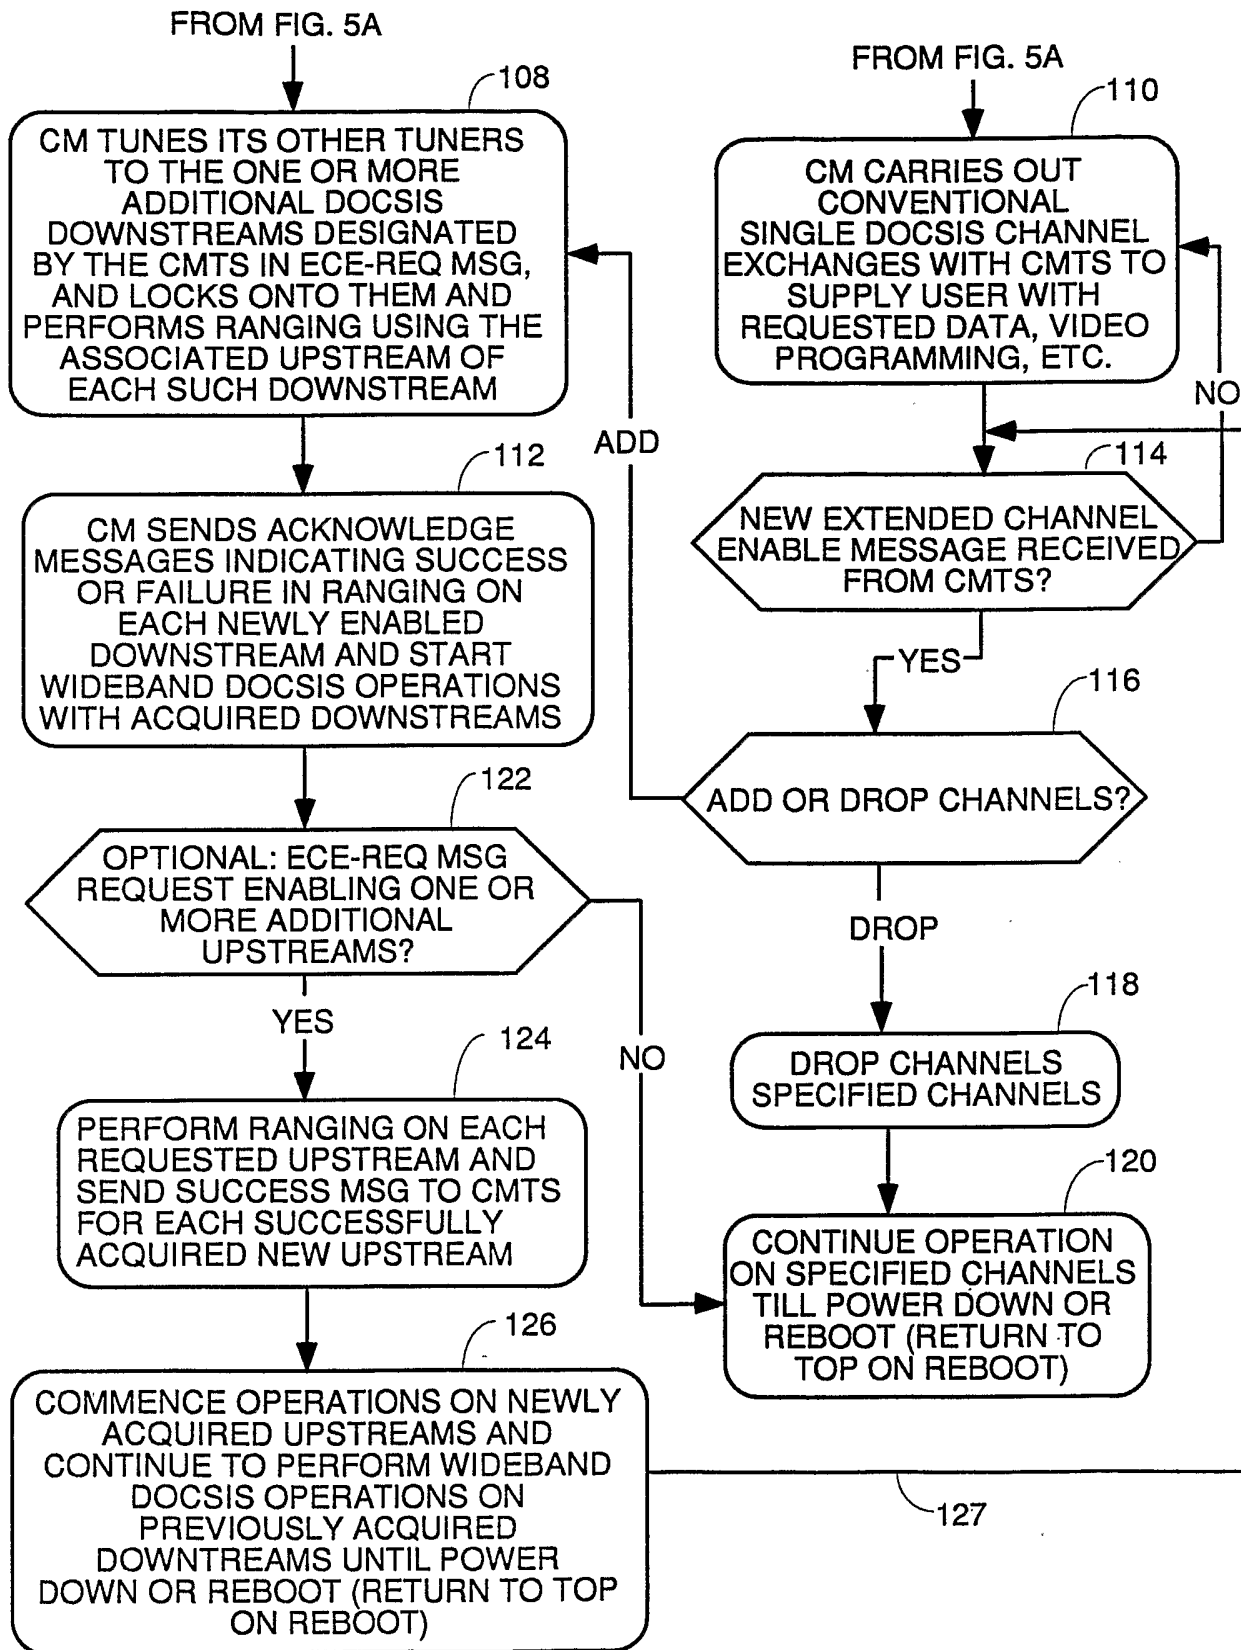 FROM FIG. 5A
108
CM TUNES ITS OTHER TUNERS
TO THE ONE OR MORE
ADDITIONAL DOCSIS
DOWNSTREAMS DESIGNATED
BY THE CMTS IN ECE-REQ MSG,
AND LOCKS ONTO THEM AND
PERFORMS RANGING USING THE
ASSOCIATED UPSTREAM OF
EACH SUCH DOWNSTREAM
112
CM SENDS ACKNOWLEDGE
MESSAGES INDICATING SUCCESS
OR FAILURE IN RANGING ON
EACH NEWLY ENABLED
DOWNSTREAM AND START
WIDEBAND DOCSIS OPERATIONS
WITH ACQUIRED DOWNSTREAMS
122
OPTIONAL: ECE-REQ MSG
REQUEST ENABLING ONE OR
MORE ADDITIONAL
UPSTREAMS?
YES
NO
124
PERFORM RANGING ON EACH
REQUESTED UPSTREAM AND
SEND SUCCESS MSG TO CMTS
FOR EACH SUCCESSFULLY
ACQUIRED NEW UPSTREAM
126
COMMENCE OPERATIONS ON NEWLY
ACQUIRED UPSTREAMS AND
CONTINUE TO PERFORM WIDEBAND
DOCSIS OPERATIONS ON
PREVIOUSLY ACQUIRED
DOWNTREAMS UNTIL POWER
DOWN OR REBOOT (RETURN TO TOP
ON REBOOT)
127
FROM FIG. 5A
110
CM CARRIES OUT
CONVENTIONAL
SINGLE DOCSIS CHANNEL
EXCHANGES WITH CMTS TO
SUPPLY USER WITH
REQUESTED DATA, VIDEO
PROGRAMMING, ETC.
NO
114
NEW EXTENDED CHANNEL
ENABLE MESSAGE RECEIVED
FROM CMTS?
YES
116
ADD OR DROP CHANNELS?
ADD
DROP
118
DROP CHANNELS
SPECIFIED CHANNELS
120
CONTINUE OPERATION
ON SPECIFIED CHANNELS
TILL POWER DOWN OR
REBOOT (RETURN TO
TOP ON REBOOT)